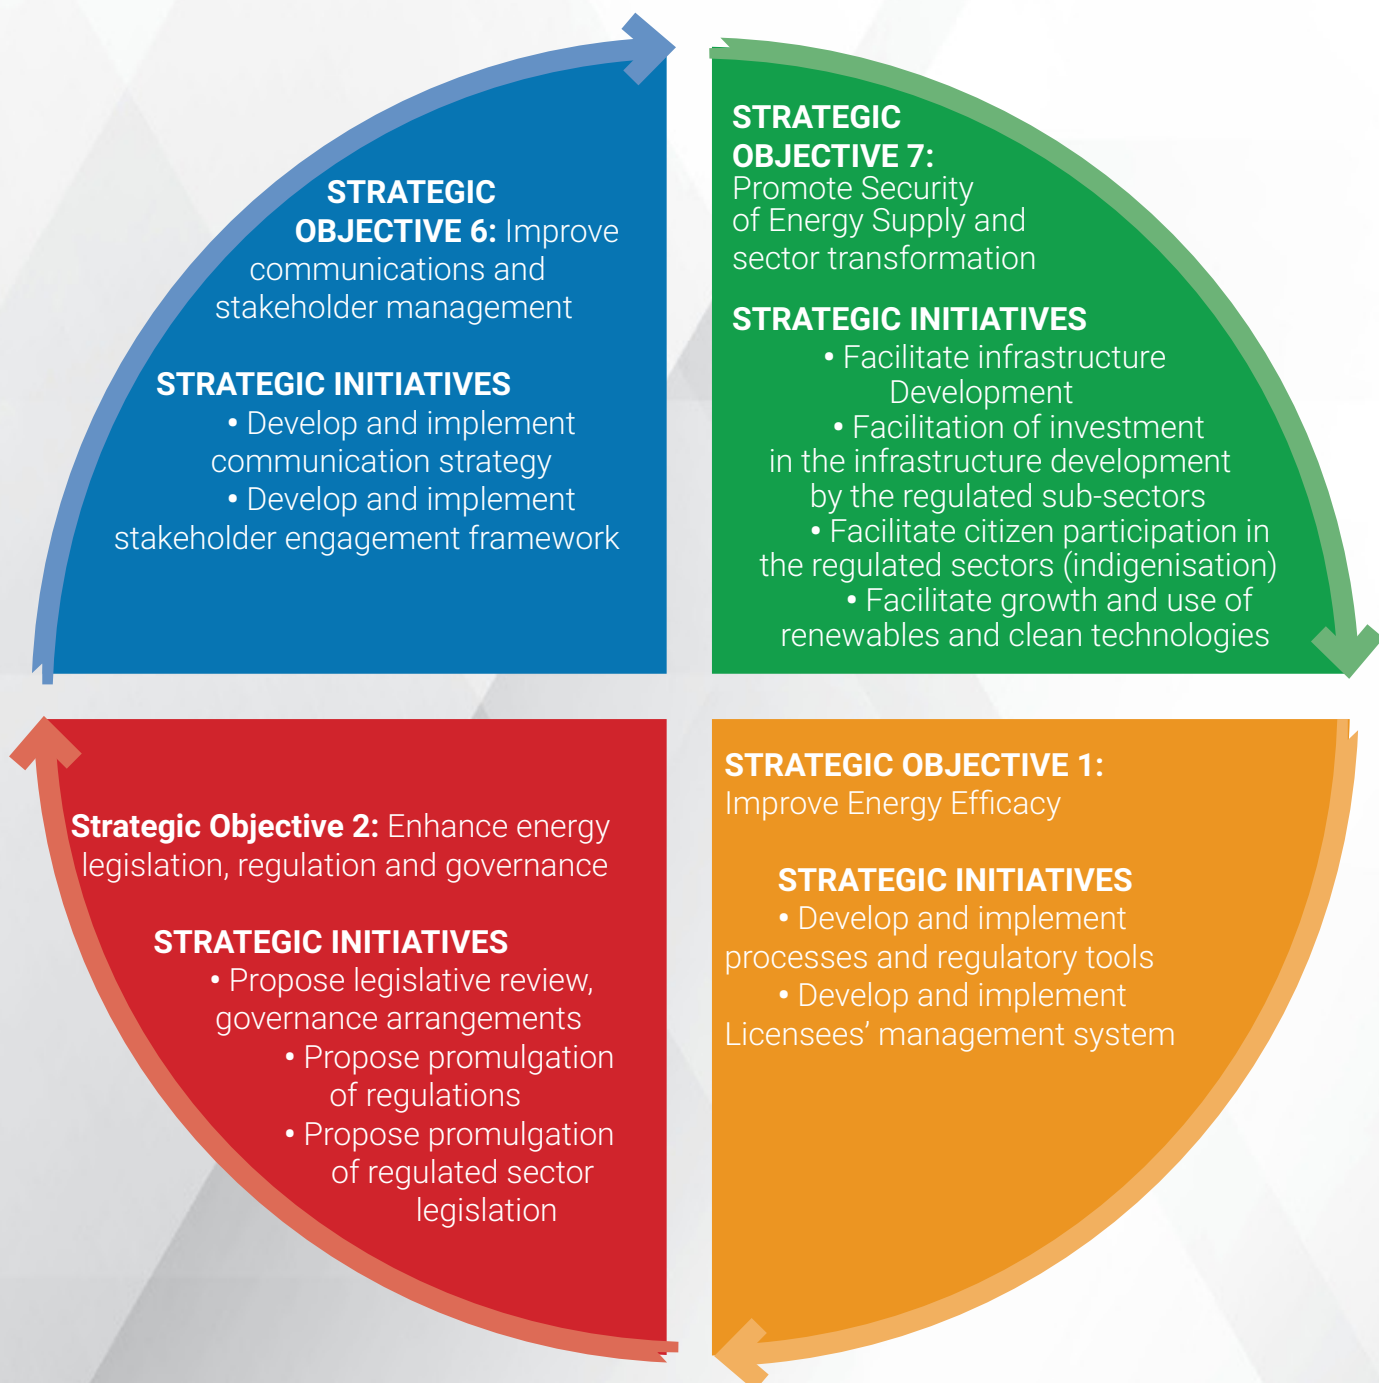 STRATEGIC
OBJECTIVE 6: Improve
communications and
stakeholder management
STRATEGIC INITIATIVES
• Develop and implement
communication strategy
• Develop and implement
stakeholder engagement framework
STRATEGIC
OBJECTIVE 7:
Promote Security
of Energy Supply and
sector transformation
STRATEGIC INITIATIVES
• Facilitate infrastructure
Development
• Facilitation of investment
in the infrastructure development
by the regulated sub-sectors
• Facilitate citizen participation in
the regulated sectors (indigenisation)
• Facilitate growth and use of
renewables and clean technologies
Strategic Objective 2: Enhance energy
legislation, regulation and governance
STRATEGIC INITIATIVES
• Propose legislative review,
governance arrangements
• Propose promulgation
of regulations
• Propose promulgation
of regulated sector
legislation
STRATEGIC OBJECTIVE 1:
Improve Energy Efficacy
STRATEGIC INITIATIVES
• Develop and implement
processes and regulatory tools
• Develop and implement
Licensees’ management system